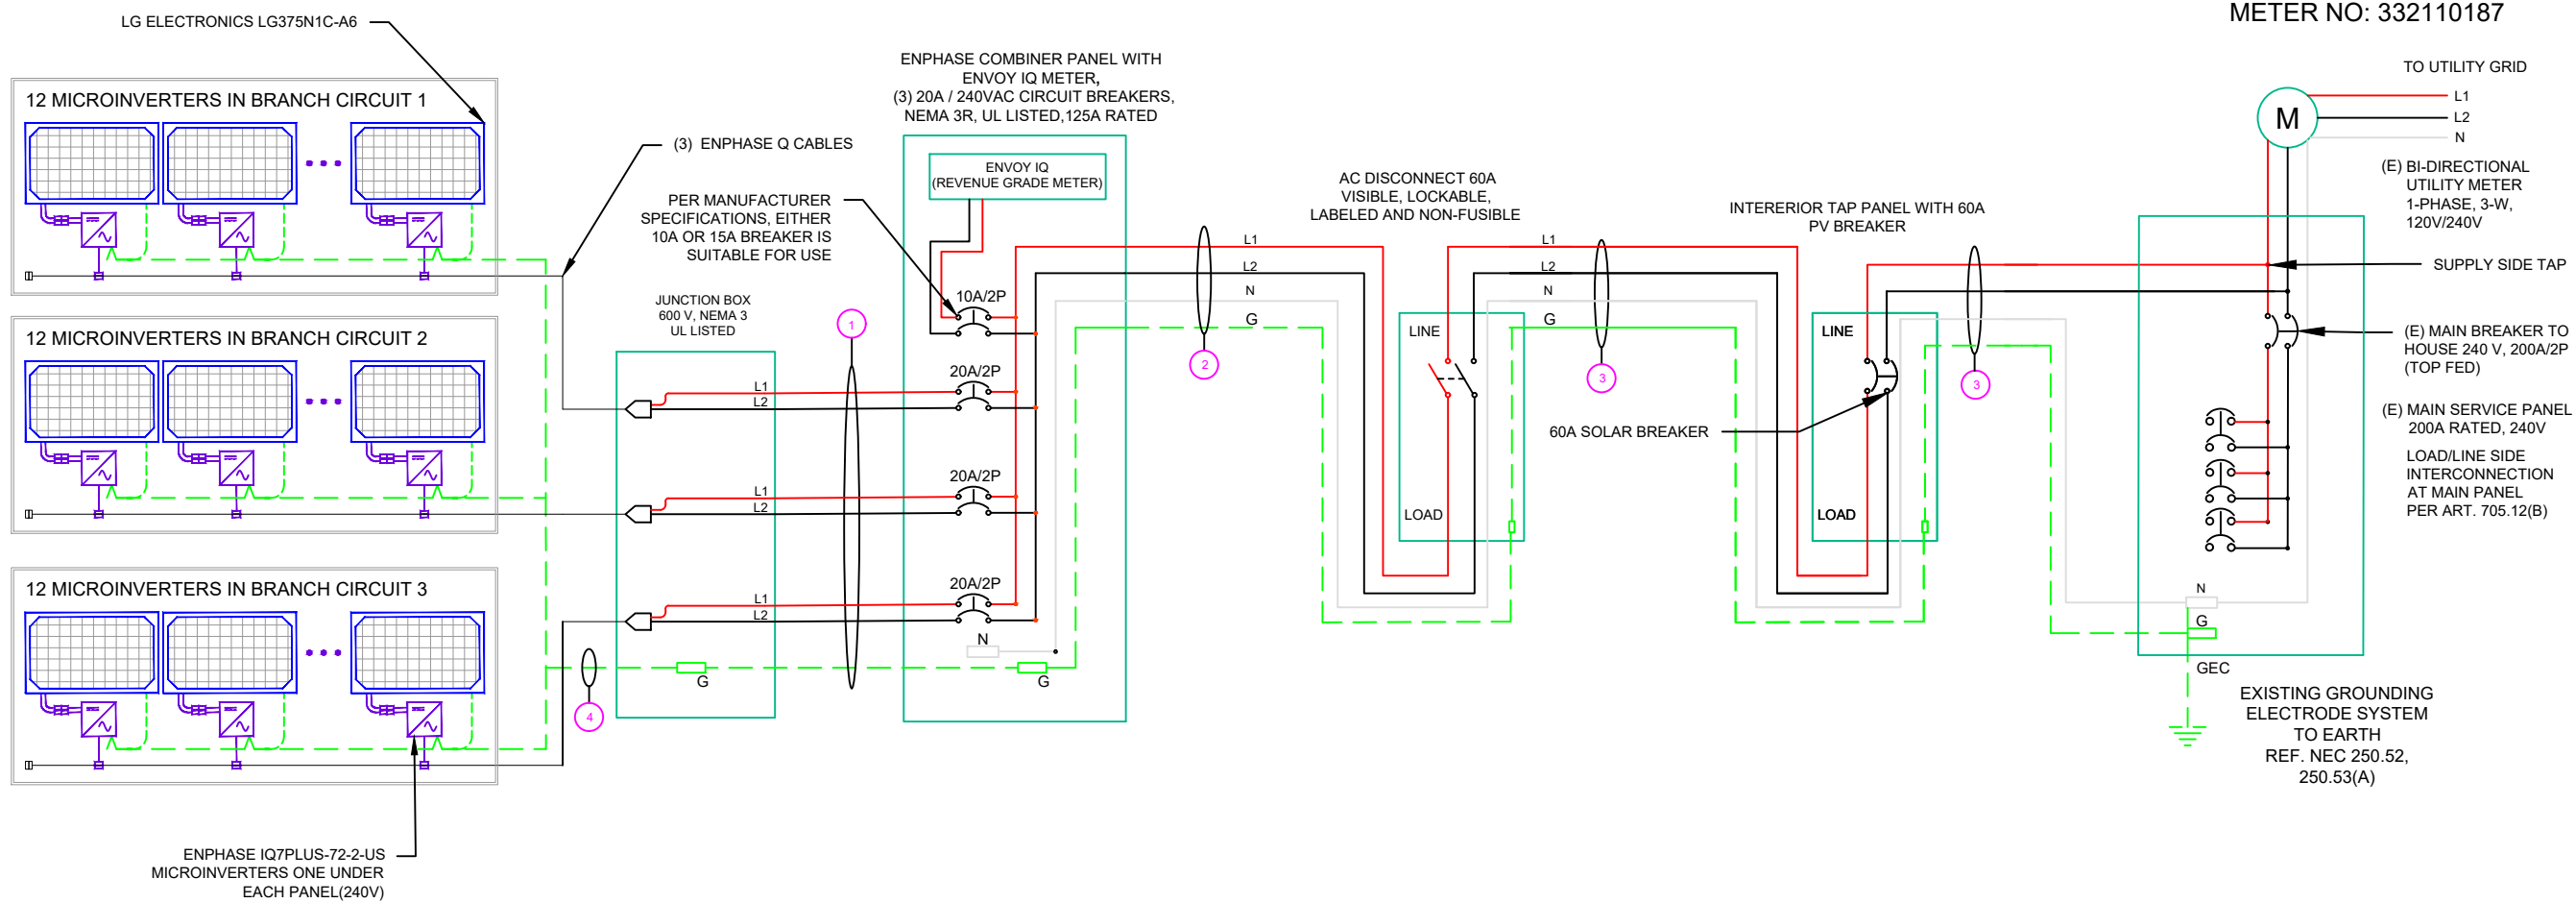 METER NO: 332110187
LG ELECTRONICS LG375N1C-A6
12 MICROINVERTERS IN BRANCH CIRCUIT 1
12 MICROINVERTERS IN BRANCH CIRCUIT 2
12 MICROINVERTERS IN BRANCH CIRCUIT 3
ENPHASE IQ7PLUS-72-2-US
MICROINVERTERS ONE UNDER
EACH PANEL(240V)
(3) ENPHASE Q CABLES
PER MANUFACTURER
SPECIFICATIONS, EITHER
10A OR 15A BREAKER IS
SUITABLE FOR USE
JUNCTION BOX
600 V, NEMA 3
UL LISTED
L1
L2
L1
L2
L1
L2
G
4
1
ENPHASE COMBINER PANEL WITH
ENVOY IQ METER,
(3) 20A / 240VAC CIRCUIT BREAKERS,
NEMA 3R, UL LISTED,125A RATED
ENVOY IQ
(REVENUE GRADE METER)
10A/2P
20A/2P
20A/2P
20A/2P
N
G
L1
L2
N
G
2
AC DISCONNECT 60A
VISIBLE, LOCKABLE,
LABELED AND NON-FUSIBLE
LINE
LOAD
L1
L2
N
G
3
INTERERIOR TAP PANEL WITH 60A
PV BREAKER
LINE
LOAD
60A SOLAR BREAKER
3
TO UTILITY GRID
M
L1
L2
N
(E) BI-DIRECTIONAL
UTILITY METER
1-PHASE, 3-W,
120V/240V
SUPPLY SIDE TAP
(E) MAIN BREAKER TO
HOUSE 240 V, 200A/2P
(TOP FED)
(E) MAIN SERVICE PANEL
200A RATED, 240V
LOAD/LINE SIDE
INTERCONNECTION
AT MAIN PANEL
PER ART. 705.12(B)
N
G
GEC
EXISTING GROUNDING
ELECTRODE SYSTEM
TO EARTH
REF. NEC 250.52,
250.53(A)